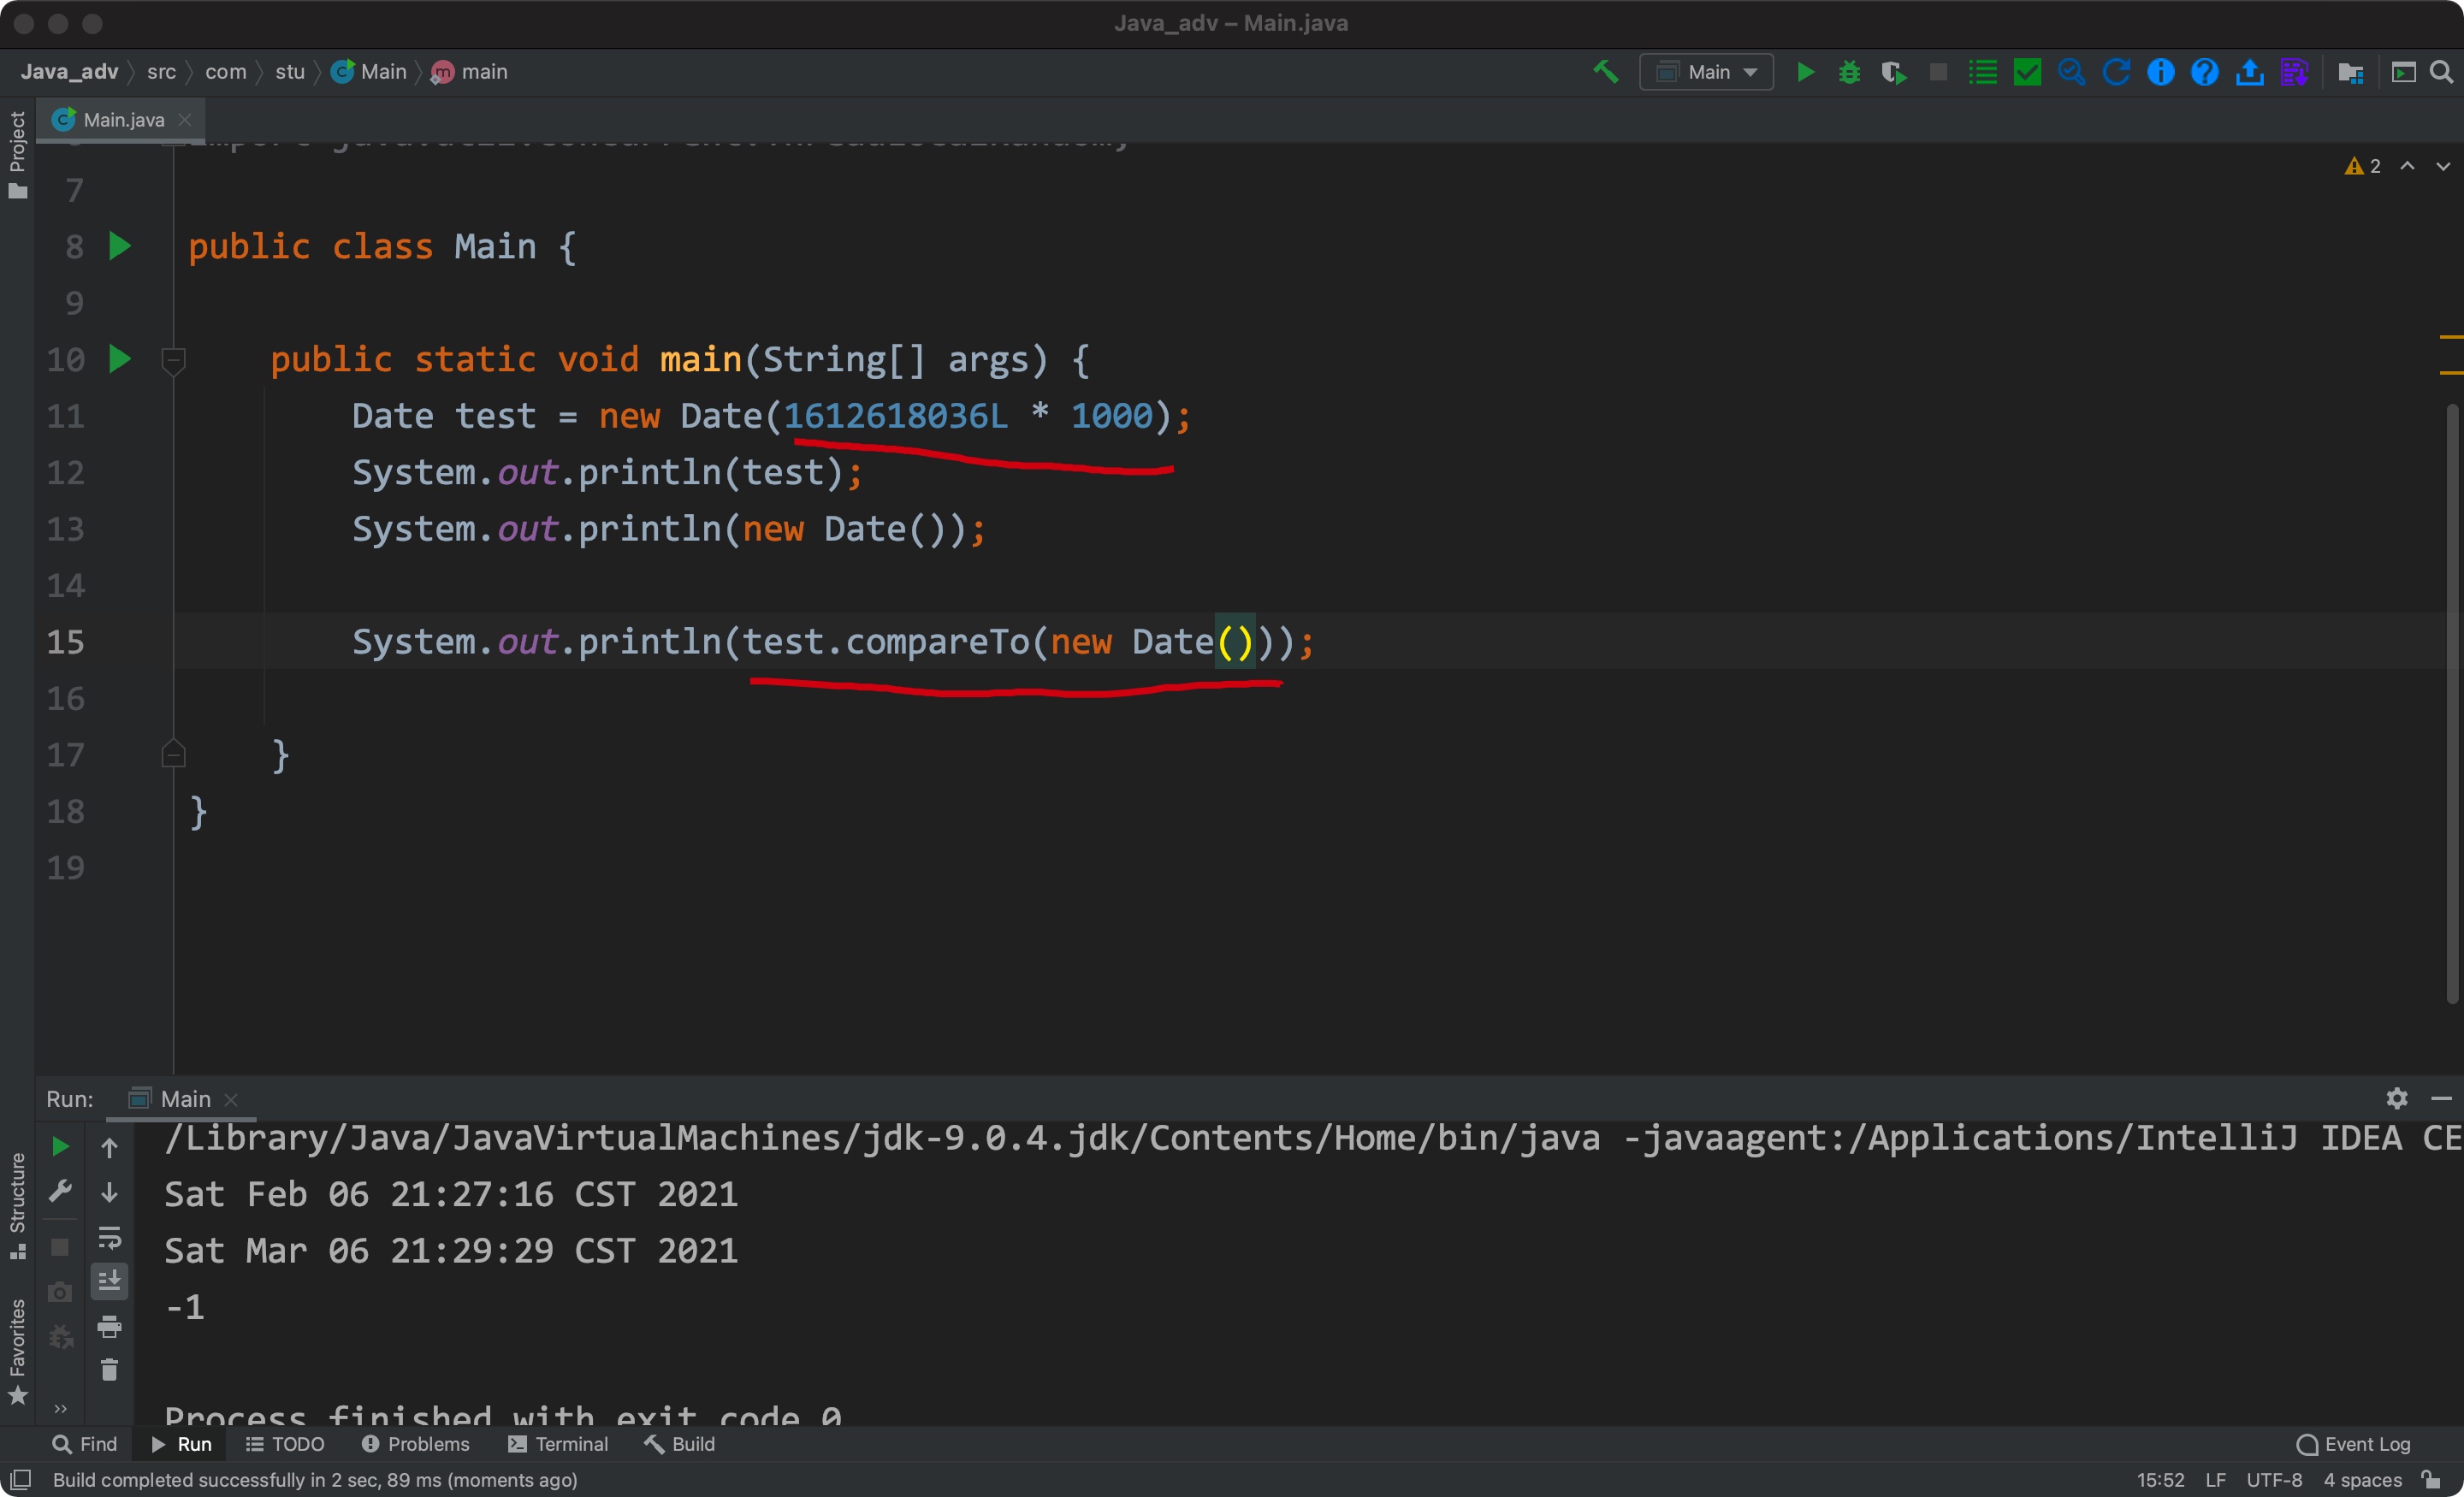 Java_adv – Main.java
Java_adv src com stu Main main
Main
Project
Main.java
2
7
8 public class Main {
9
10 public static void main(String[] args) {
11 Date test = new Date(1612618036L * 1000);
12 System.out.println(test);
13 System.out.println(new Date());
14
15 System.out.println(test.compareTo(new Date()));
16
17 }
18 }
19
Run: Main
/Library/Java/JavaVirtualMachines/jdk-9.0.4.jdk/Contents/Home/bin/java -javaagent:/Applications/IntelliJ IDEA CE
Sat Feb 06 21:27:16 CST 2021
Sat Mar 06 21:29:29 CST 2021
-1
Process finished with exit code 0
Structure
Favorites
Find Run TODO Problems Terminal Build Event Log
Build completed successfully in 2 sec, 89 ms (moments ago) 15:52 LF UTF-8 4 spaces